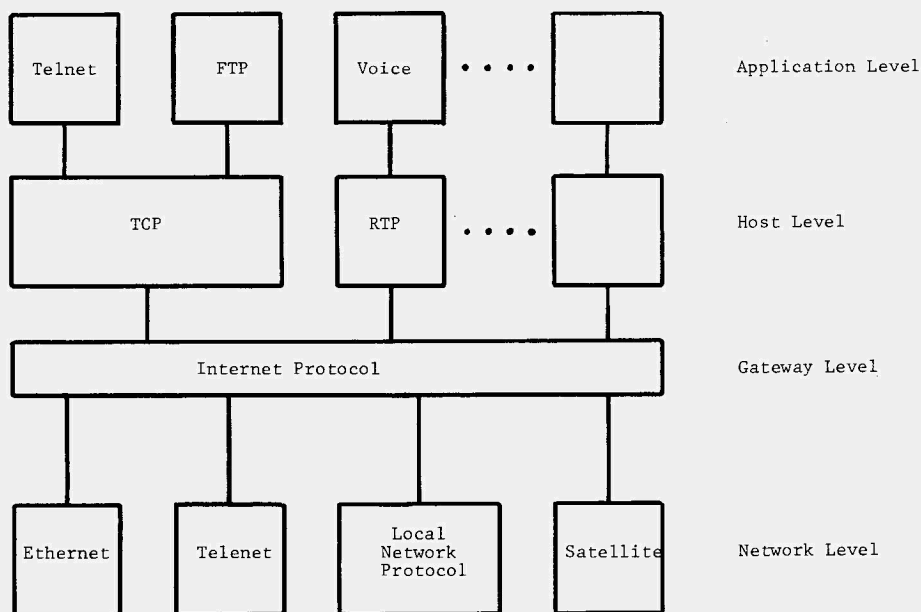 Telnet FTP Voice Application Level
TCP RTP Host Level
Internet Protocol Gateway Level
Ethernet Telenet Local Network Protocol Satellite Network Level